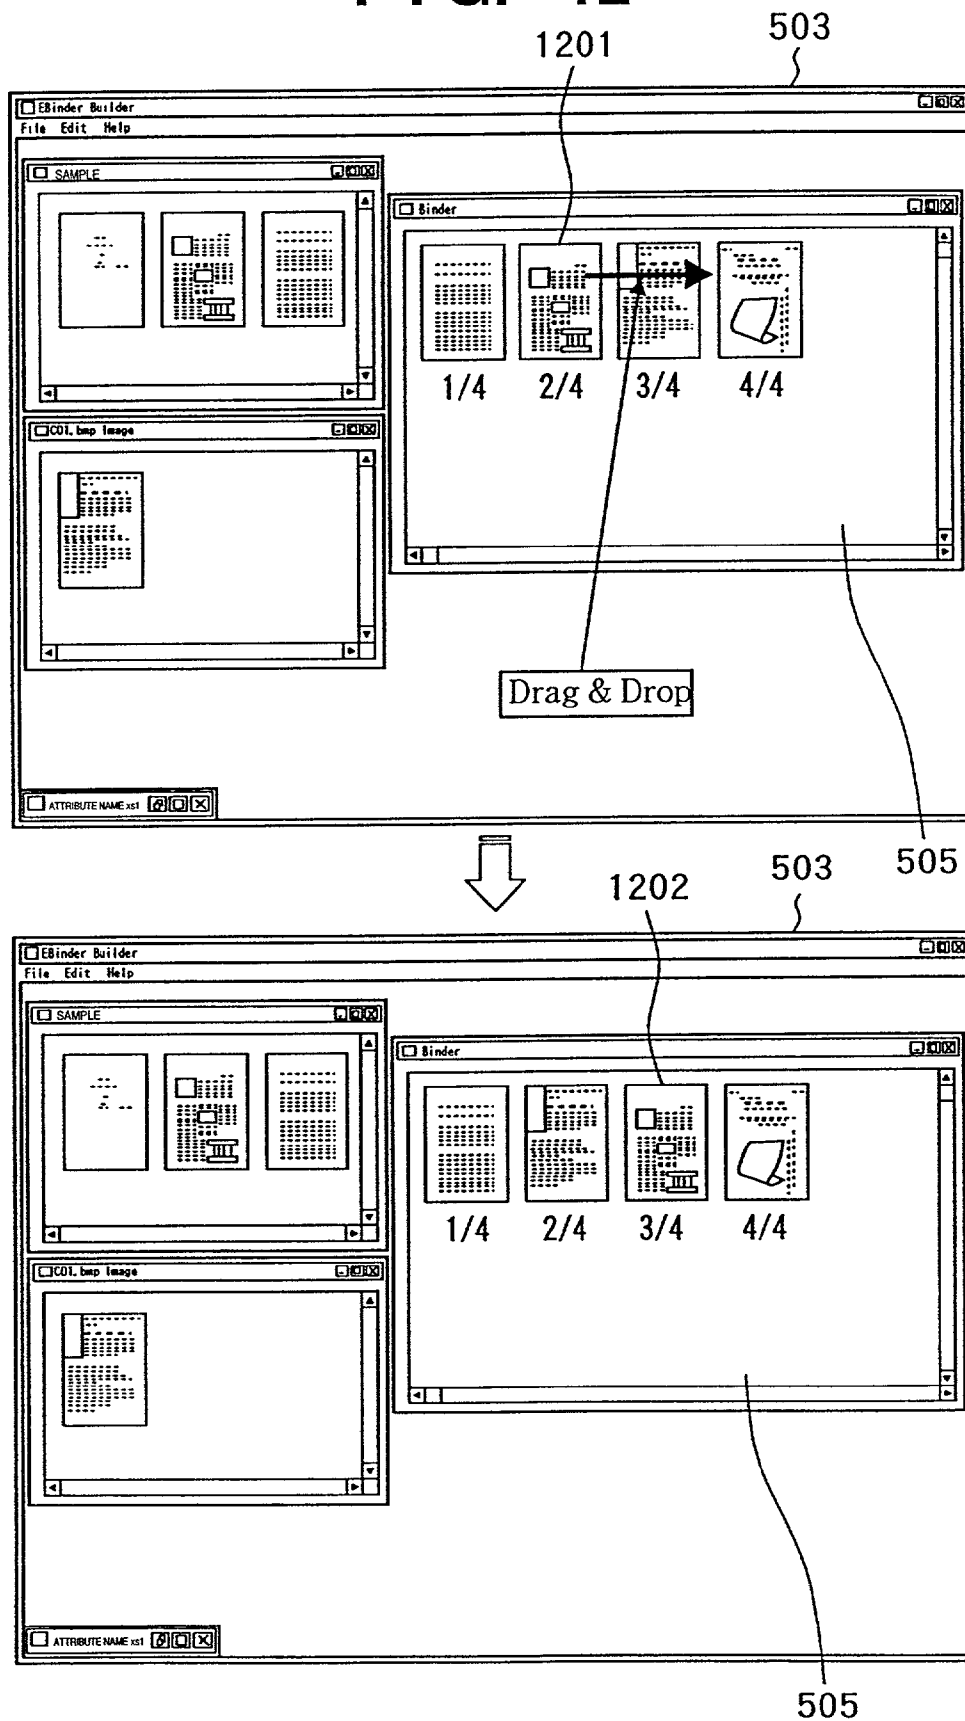 503
1201
EBinder Builder
File Edit Help
SAMPLE
Binder
1/4 2/4 3/4 4/4
C01.bmp Image
Drag & Drop
ATTRIBUTE NAME xs1
505
503
1202
EBinder Builder
File Edit Help
SAMPLE
Binder
1/4 2/4 3/4 4/4
C01.bmp Image
ATTRIBUTE NAME xs1
505